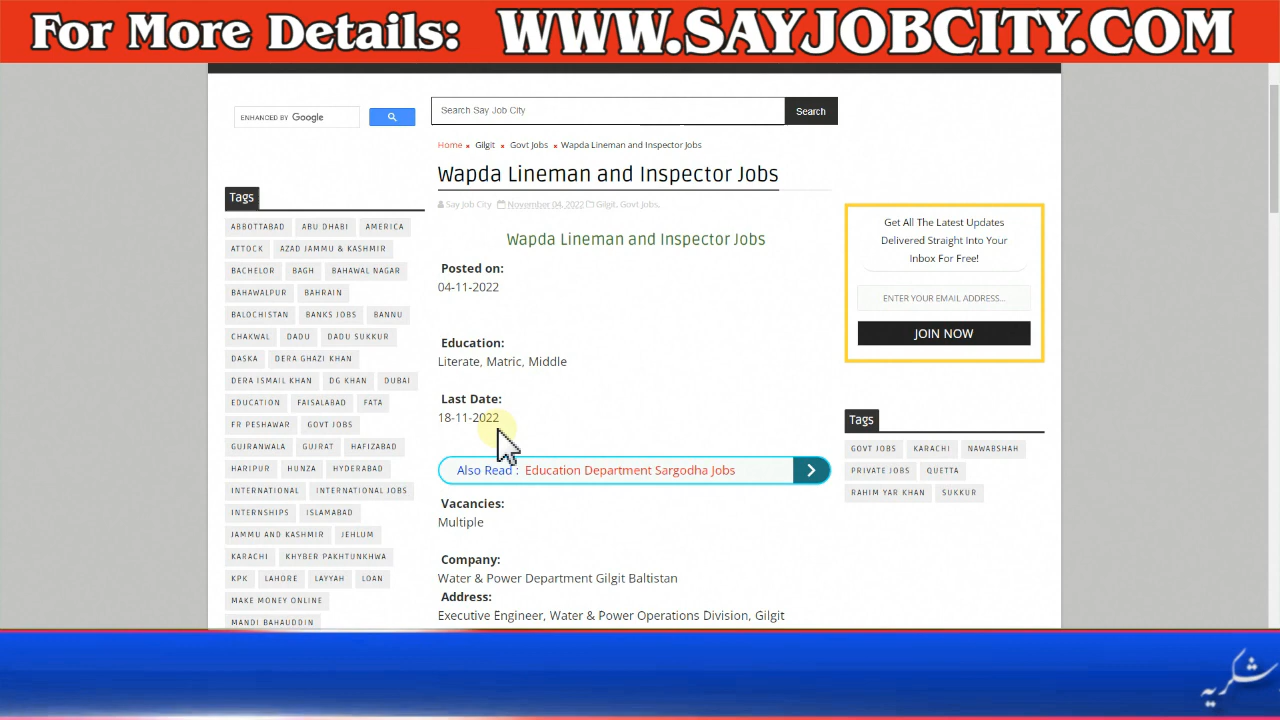 For More Details: WWW.SAYJOBCITY.COM
ENHANCED BY Google
Search Say Job City
Search
Home × Gilgit × Govt Jobs × Wapda Lineman and Inspector Jobs
Wapda Lineman and Inspector Jobs
Say Job City November 04, 2022 Gilgit, Govt Jobs,
Tags
ABBOTTABAD ABU DHABI AMERICA
ATTOCK AZAD JAMMU & KASHMIR
BACHELOR BAGH BAHAWAL NAGAR
BAHAWALPUR BAHRAIN
BALOCHISTAN BANKS JOBS BANNU
CHAKWAL DADU DADU SUKKUR
DASKA DERA GHAZI KHAN
DERA ISMAIL KHAN DG KHAN DUBAI
EDUCATION FAISALABAD FATA
FR PESHAWAR GOVT JOBS
GUJRANWALA GUJRAT HAFIZABAD
HARIPUR HUNZA HYDERABAD
INTERNATIONAL INTERNATIONAL JOBS
INTERNSHIPS ISLAMABAD
JAMMU AND KASHMIR JEHLUM
KARACHI KHYBER PAKHTUNKHWA
KPK LAHORE LAYYAH LOAN
MAKE MONEY ONLINE
MANDI BAHAUDDIN
Wapda Lineman and Inspector Jobs
Posted on:
04-11-2022
Education:
Literate, Matric, Middle
Last Date:
18-11-2022
Also Read : Education Department Sargodha Jobs
Vacancies:
Multiple
Company:
Water & Power Department Gilgit Baltistan
Address:
Executive Engineer, Water & Power Operations Division, Gilgit
Get All The Latest Updates
Delivered Straight Into Your
Inbox For Free!
ENTER YOUR EMAIL ADDRESS...
JOIN NOW
Tags
GOVT JOBS KARACHI NAWABSHAH
PRIVATE JOBS QUETTA
RAHIM YAR KHAN SUKKUR
شکریہ